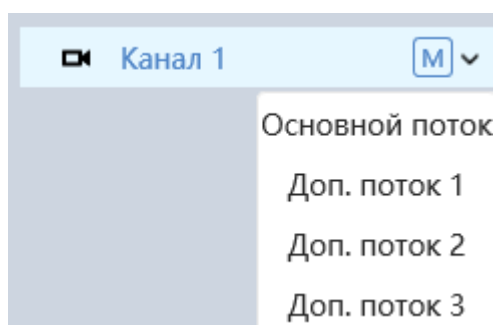 Канал 1 M
Основной поток
Доп. поток 1
Доп. поток 2
Доп. поток 3